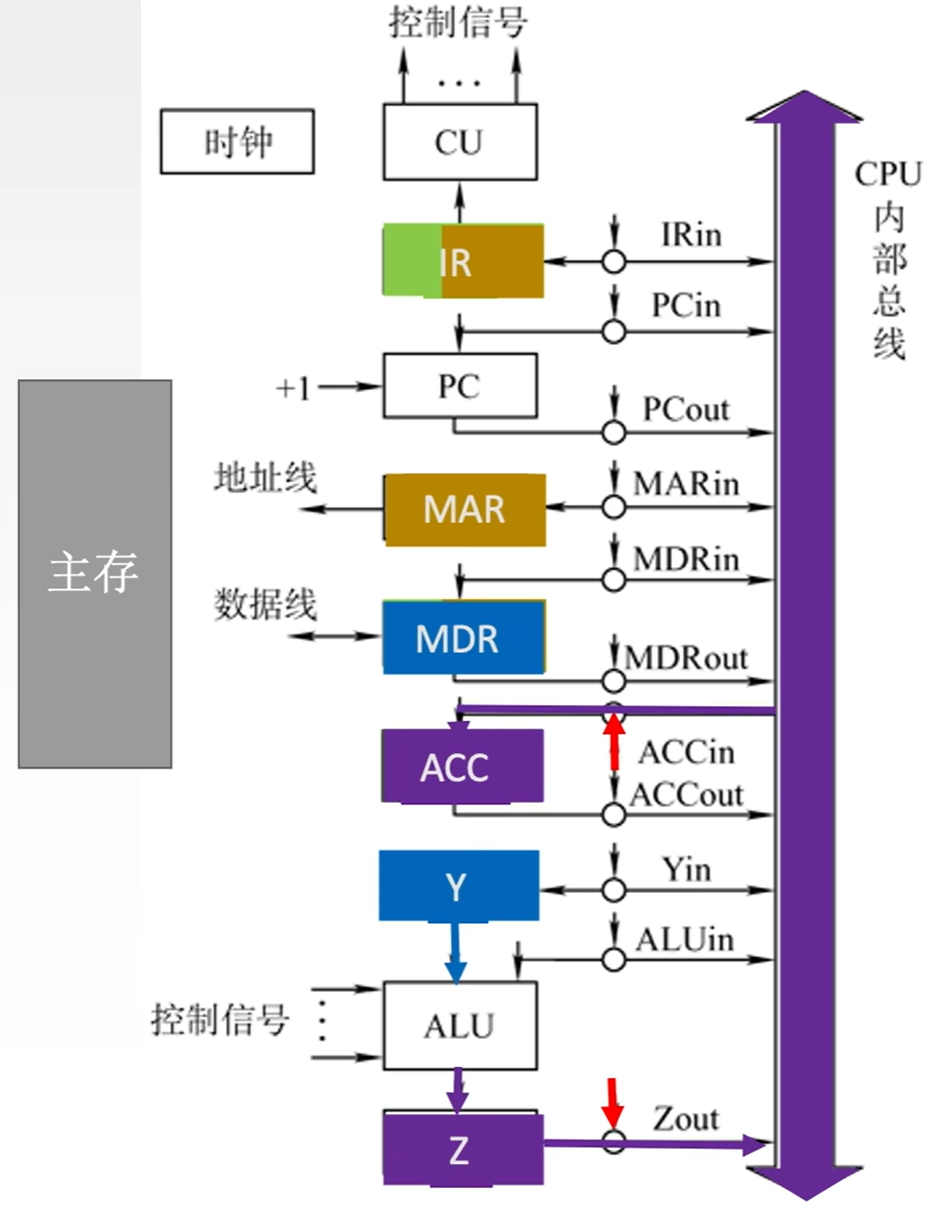 控制信号
···
时钟
CU
CPU
内
部
总
线
IR
IRin
PCin
+1
PC
PCout
地址线
MAR
MARin
主存
MDRin
数据线
MDR
MDRout
ACC
ACCin
ACCout
Y
Yin
ALUin
控制信号
ALU
Z
Zout